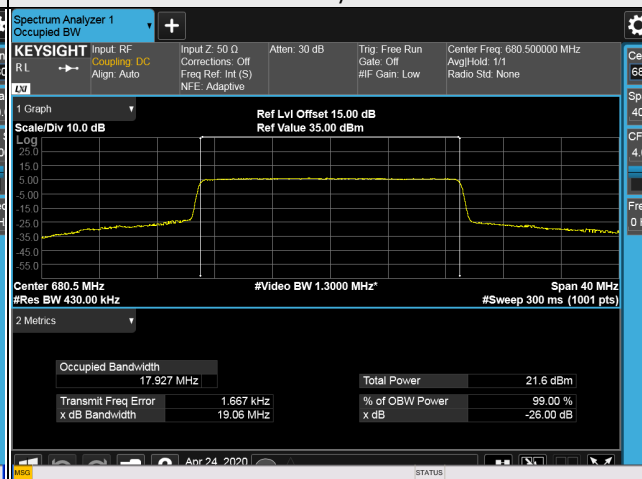 Spectrum Analyzer 1
Occupied BW
KEYSIGHT Input: RF Input Z: 50 Ω Atten: 30 dB Trig: Free Run Center Freq: 680.500000 MHz
Coupling: DC Corrections: Off Gate: Off Avg|Hold: 1/1
R L Align: Auto Freq Ref: Int (S) #IF Gain: Low Radio Std: None
NFE: Adaptive
LXI
1 Graph
Ref Lvl Offset 15.00 dB
Scale/Div 10.0 dB Ref Value 35.00 dBm
Log
25.0
15.0
5.00
-5.00
-15.0
-25.0
-35.0
-45.0
-55.0
Center 680.5 MHz #Video BW 1.3000 MHz* Span 40 MHz
#Res BW 430.00 kHz #Sweep 300 ms (1001 pts)
2 Metrics
Occupied Bandwidth
17.927 MHz Total Power 21.6 dBm
Transmit Freq Error 1.667 kHz % of OBW Power 99.00 %
x dB Bandwidth 19.06 MHz x dB -26.00 dB
Apr 24, 2020
MSG STATUS